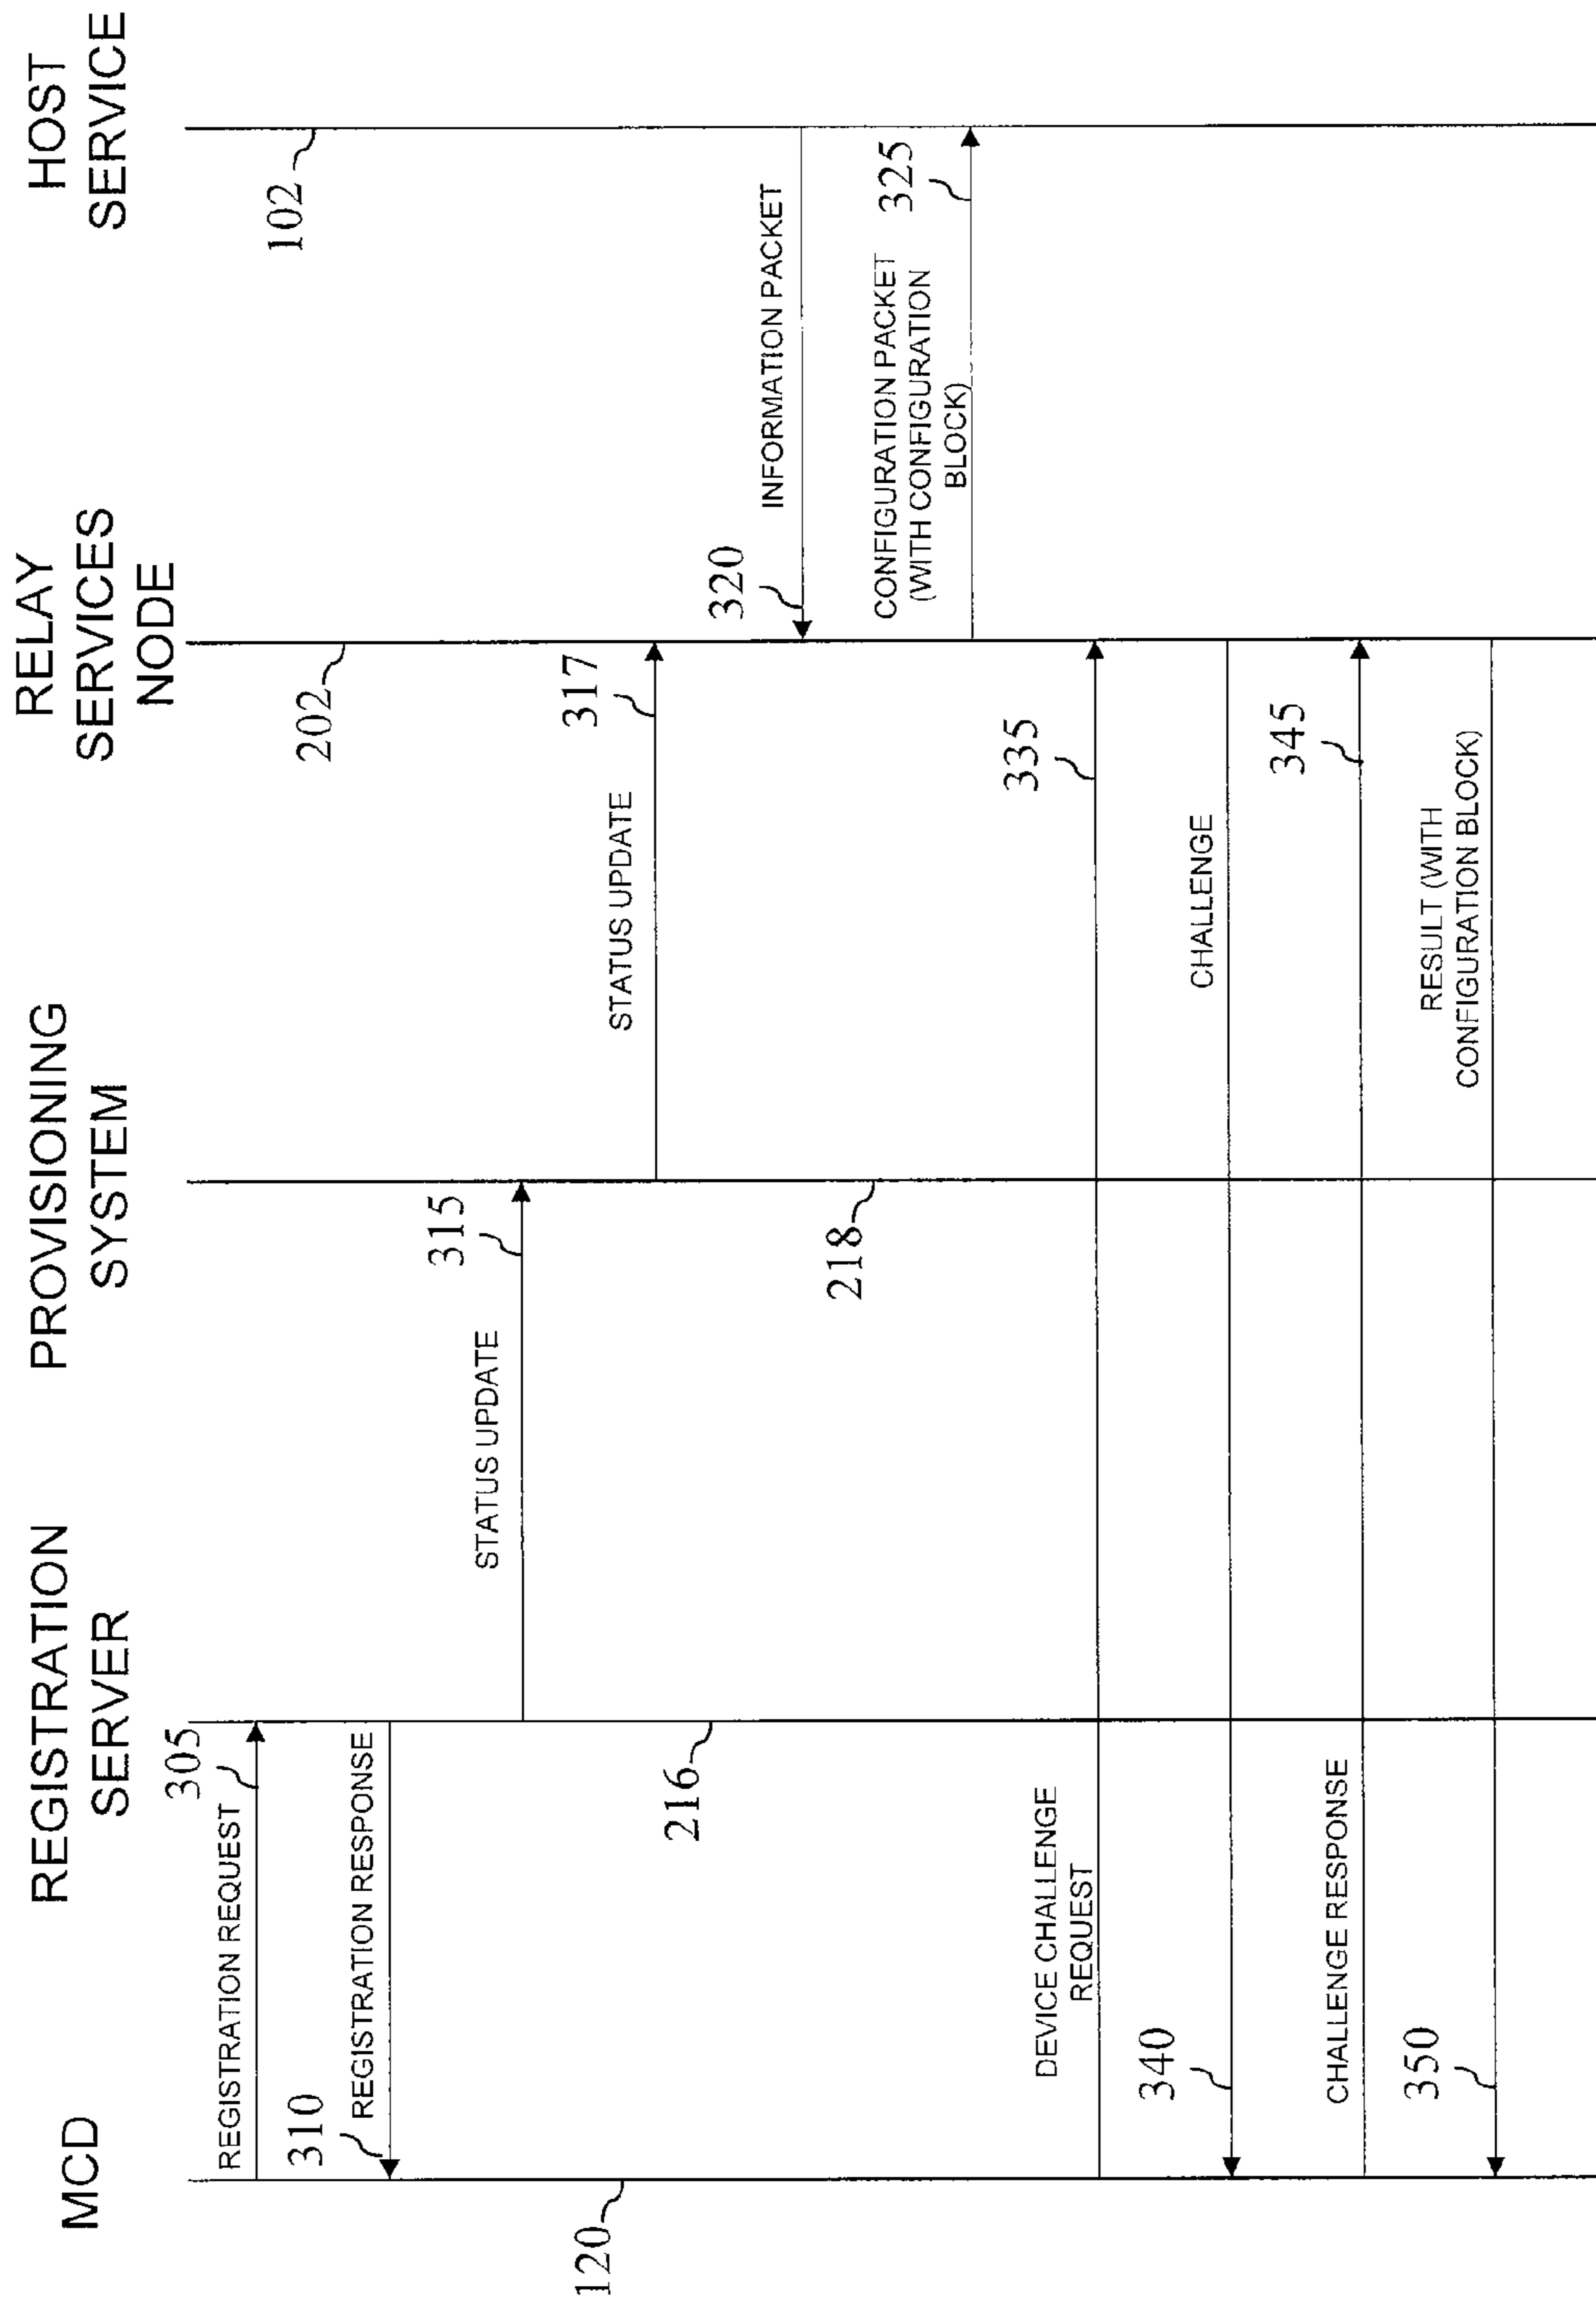 MCD
REGISTRATION
SERVER
PROVISIONING
SYSTEM
RELAY
SERVICES
NODE
HOST
SERVICE
102
202
305
REGISTRATION REQUEST
310
REGISTRATION RESPONSE
315
STATUS UPDATE
317
STATUS UPDATE
120
216
218
320
INFORMATION PACKET
CONFIGURATION PACKET
(WITH CONFIGURATION
BLOCK)
325
335
DEVICE CHALLENGE
REQUEST
340
CHALLENGE
345
CHALLENGE RESPONSE
350
RESULT (WITH
CONFIGURATION BLOCK)